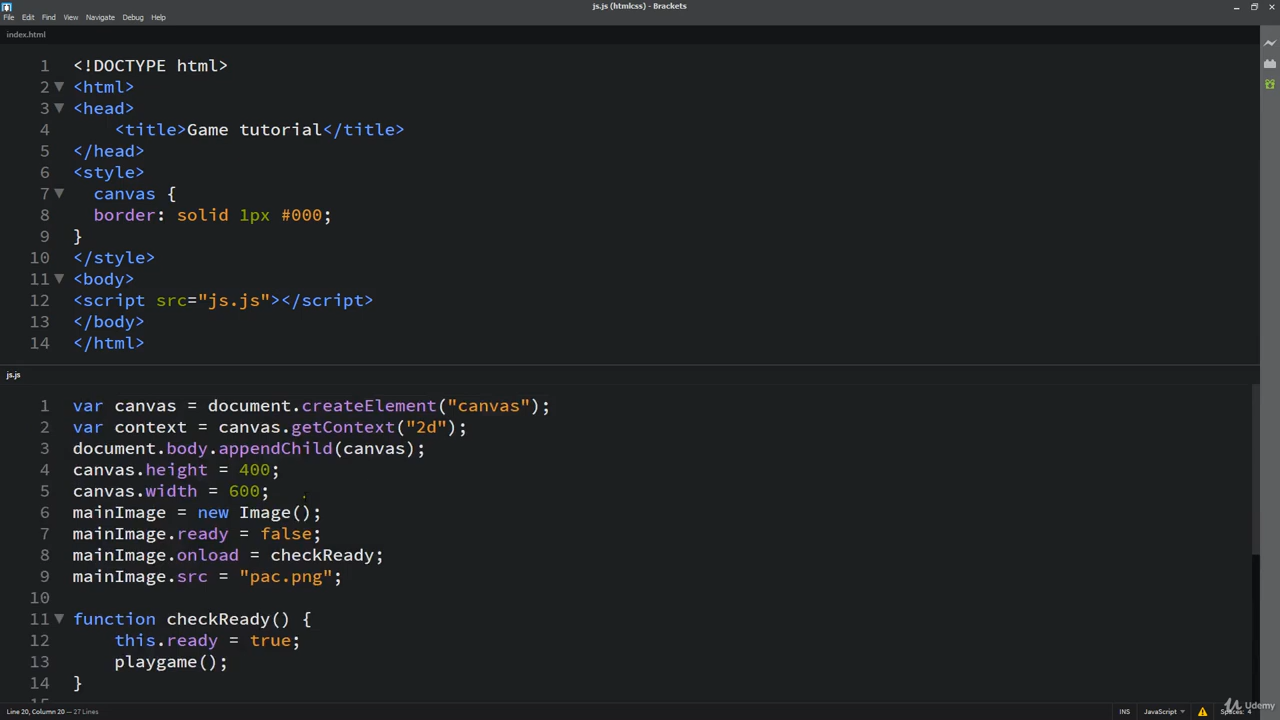 js.js (htmlcss) - Brackets
File Edit Find View Navigate Debug Help
index.html
1 <!DOCTYPE html>
2 <html>
3 <head>
4     <title>Game tutorial</title>
5 </head>
6 <style>
7   canvas {
8   border: solid 1px #000;
9 }
10 </style>
11 <body>
12 <script src="js.js"></script>
13 </body>
14 </html>
js.js
1 var canvas = document.createElement("canvas");
2 var context = canvas.getContext("2d");
3 document.body.appendChild(canvas);
4 canvas.height = 400;
5 canvas.width = 600;
6 mainImage = new Image();
7 mainImage.ready = false;
8 mainImage.onload = checkReady;
9 mainImage.src = "pac.png";
10
11 function checkReady() {
12     this.ready = true;
13     playgame();
14 }
15
Line 20, Column 20 — 27 Lines
INS JavaScript Spaces: 4
Udemy